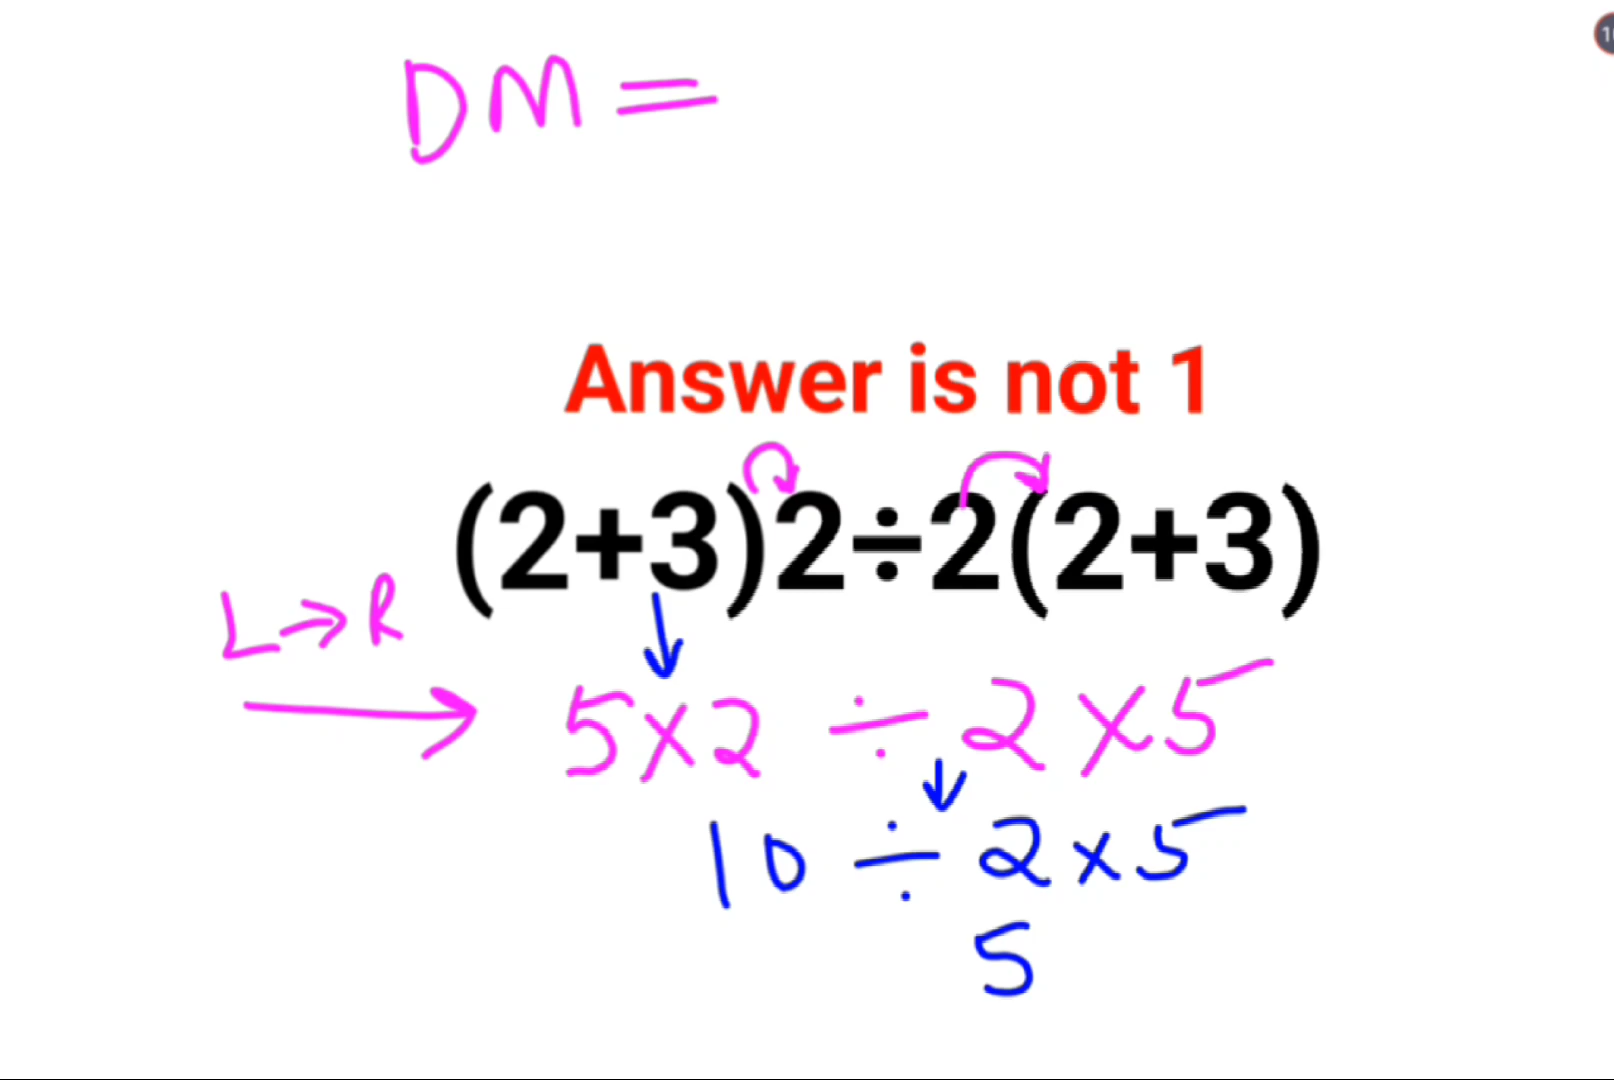 DM =
Answer is not 1
(2+3)2÷2(2+3)
L→R
→ 5×2 ÷ 2×5
10 ÷ 2×5
5